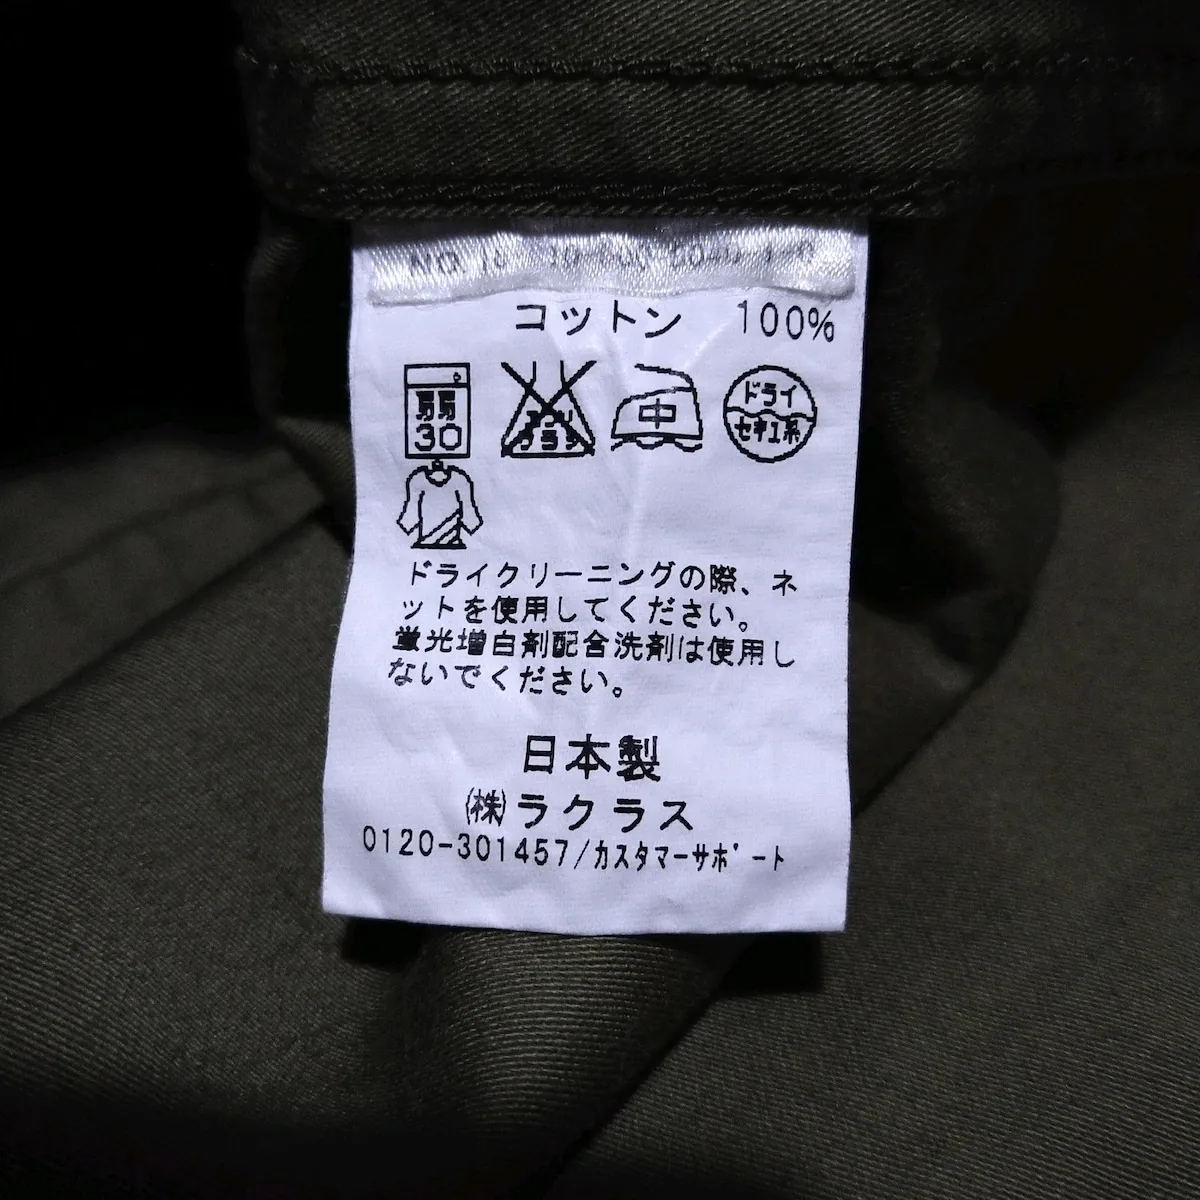 コットン 100%
弱
30
中
ドライ
セキユ系
ドライクリーニングの際、ネ
ットを使用してください。
蛍光増白剤配合洗剤は使用し
ないでください。
日本製
(株)ラクラス
0120-301457/カスタマーサポート